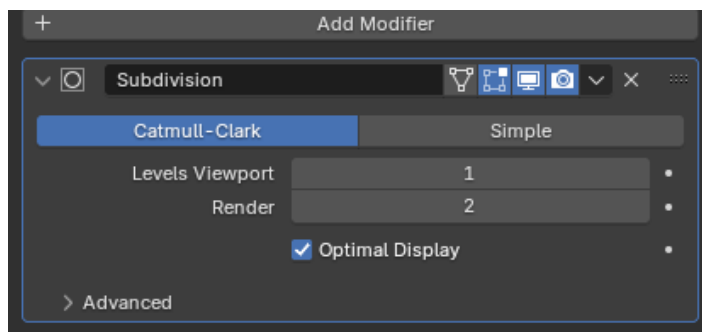 + Add Modifier
Subdivision
Catmull-Clark Simple
Levels Viewport 1
Render 2
Optimal Display
Advanced